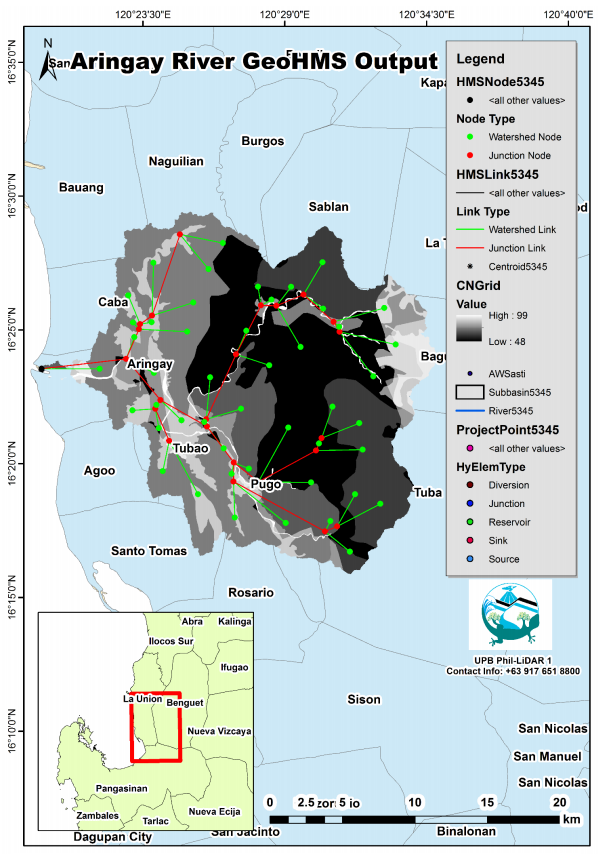 120°23'30"E
120°29'0"E
120°34'30"E
120°40'0"E
16°35'0"N
16°30'0"N
16°25'0"N
16°20'0"N
16°15'0"N
16°10'0"N
N
San
Aringay River GeoHMS Output
Kapa
Burgos
Naguilian
Bauang
Sablan
La T
od
Caba
Aringay
Bagu
Tubao
Agoo
Pugo
Tuba
Santo Tomas
Rosario
Sison
San Nicolas
San Manuel
San Nicolas
Binalonan
San Jacinto
Dagupan City
Legend
HMSNode5345
<all other values>
Node Type
Watershed Node
Junction Node
HMSLink5345
<all other values>
Link Type
Watershed Link
Junction Link
Centroid5345
CNGrid
Value
High : 99
Low : 48
AWSasti
Subbasin5345
River5345
ProjectPoint5345
<all other values>
HyElemType
Diversion
Junction
Reservoir
Sink
Source
UPB Phil-LiDAR 1
Contact Info: +63 917 651 8800
Abra
Kalinga
Ilocos Sur
Ifugao
La Union
Benguet
Nueva Vizcaya
Pangasinan
Zambales
Tarlac
Nueva Ecija
0 2.5 5 10 15 20
km